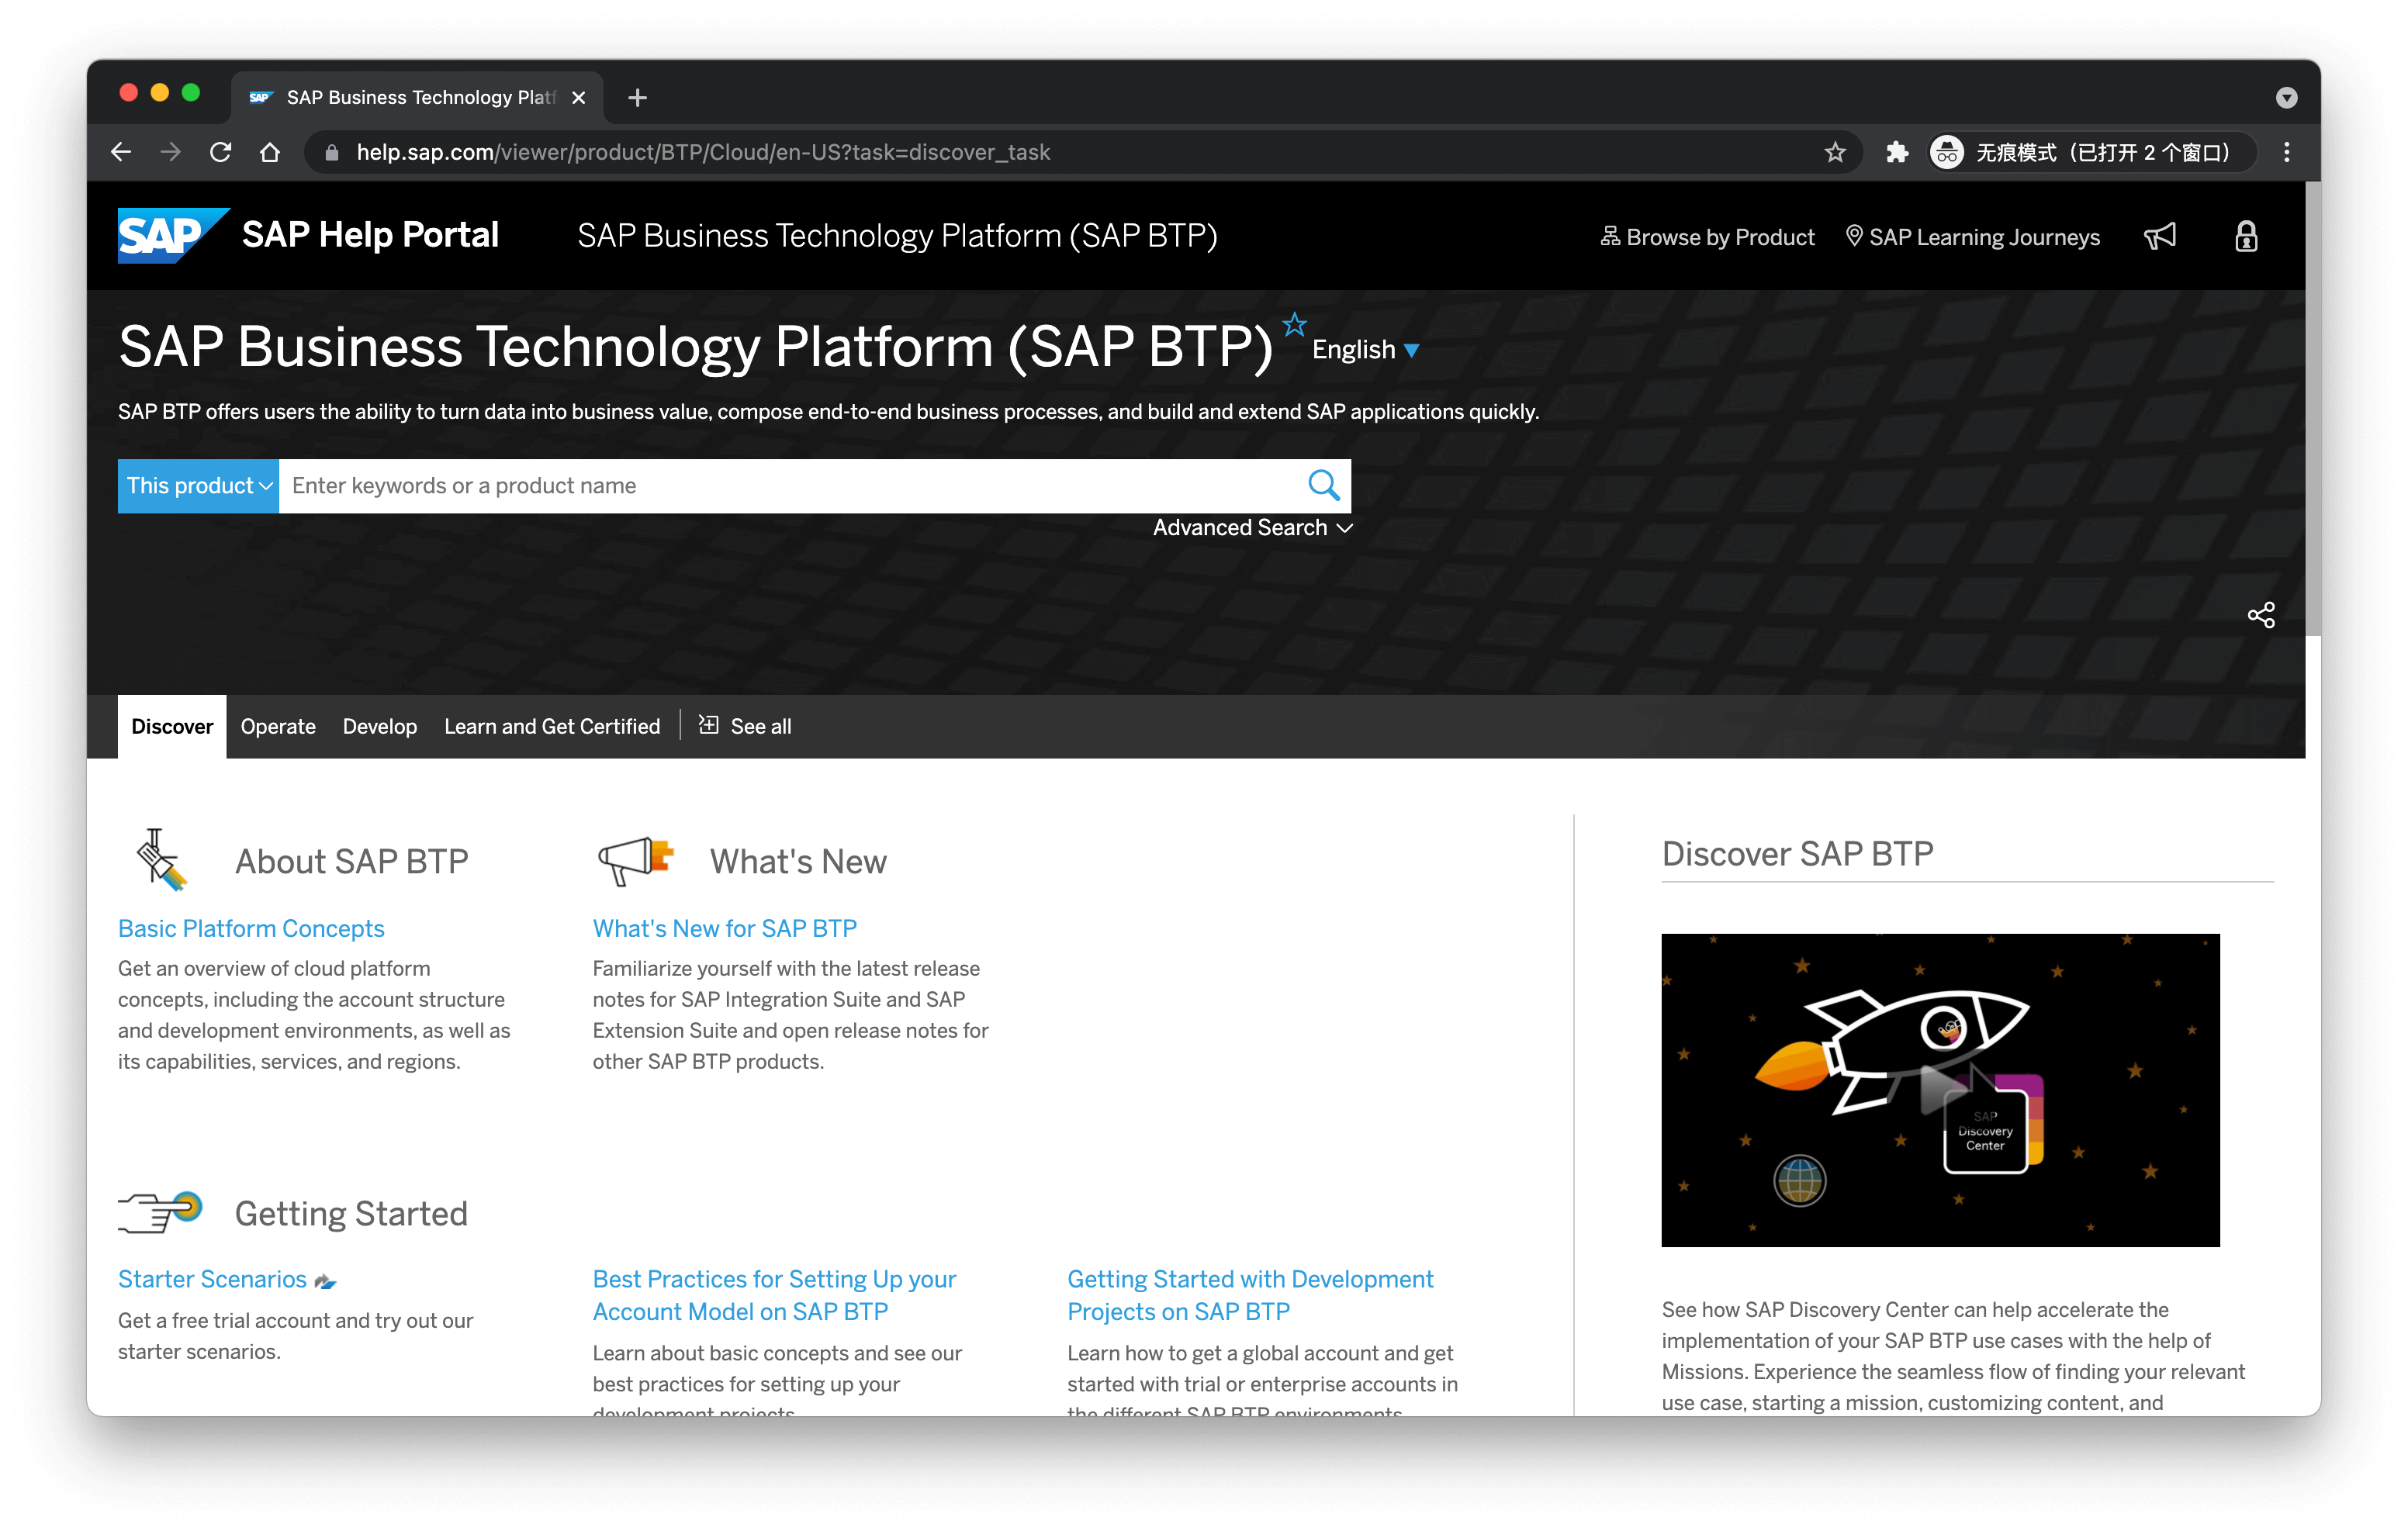 SAP SAP Business Technology Platf
help.sap.com/viewer/product/BTP/Cloud/en-US?task=discover_task
无痕模式（已打开 2 个窗口）
SAP SAP Help Portal
SAP Business Technology Platform (SAP BTP)
Browse by Product
SAP Learning Journeys
SAP Business Technology Platform (SAP BTP)
English
SAP BTP offers users the ability to turn data into business value, compose end-to-end business processes, and build and extend SAP applications quickly.
This product
Enter keywords or a product name
Advanced Search
Discover
Operate
Develop
Learn and Get Certified
See all
About SAP BTP
Basic Platform Concepts
Get an overview of cloud platform
concepts, including the account structure
and development environments, as well as
its capabilities, services, and regions.
What's New
What's New for SAP BTP
Familiarize yourself with the latest release
notes for SAP Integration Suite and SAP
Extension Suite and open release notes for
other SAP BTP products.
Getting Started
Starter Scenarios
Get a free trial account and try out our
starter scenarios.
Best Practices for Setting Up your
Account Model on SAP BTP
Learn about basic concepts and see our
best practices for setting up your
development projects.
Getting Started with Development
Projects on SAP BTP
Learn how to get a global account and get
started with trial or enterprise accounts in
the different SAP BTP environments.
Discover SAP BTP
SAP
Discovery
Center
See how SAP Discovery Center can help accelerate the
implementation of your SAP BTP use cases with the help of
Missions. Experience the seamless flow of finding your relevant
use case, starting a mission, customizing content, and